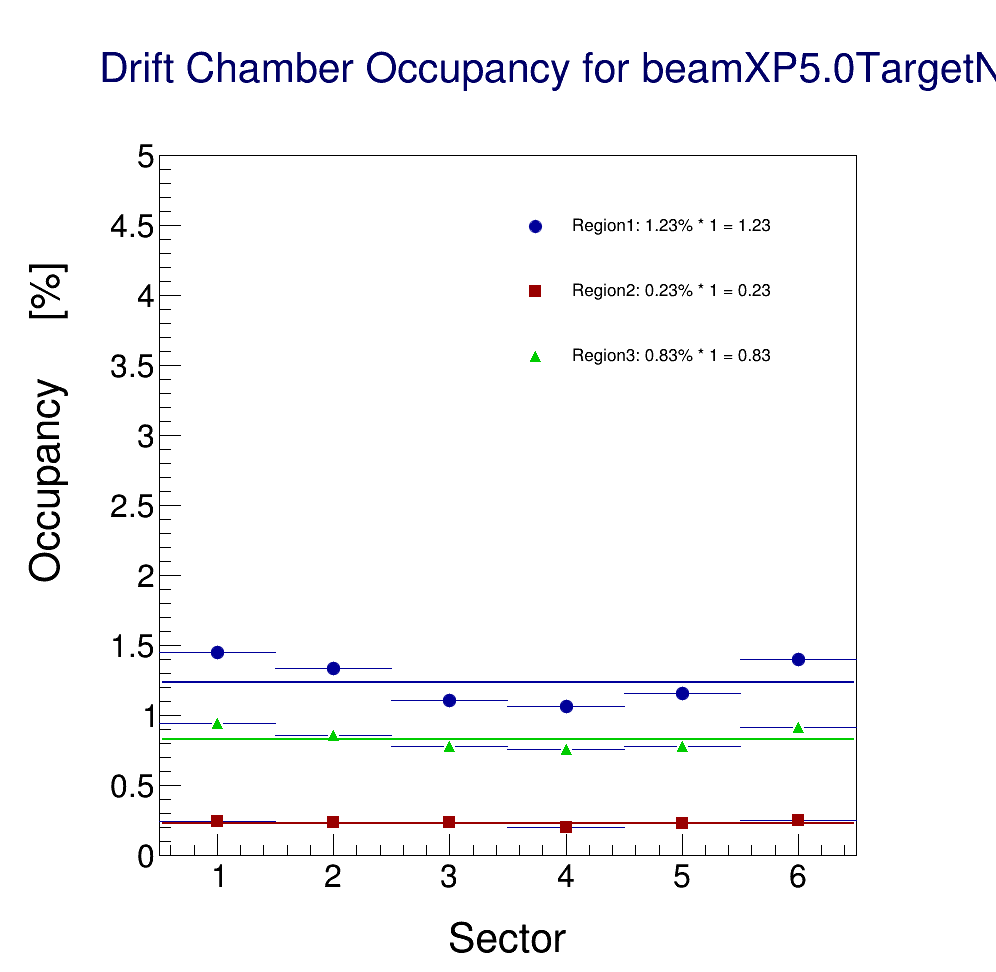 Drift Chamber Occupancy for beamXP5.0TargetN
5
4.5
4
3.5
3
2.5
2
1.5
1
0.5
0
Occupancy [%]
Region1: 1.23% * 1 = 1.23
Region2: 0.23% * 1 = 0.23
Region3: 0.83% * 1 = 0.83
1 2 3 4 5 6
Sector